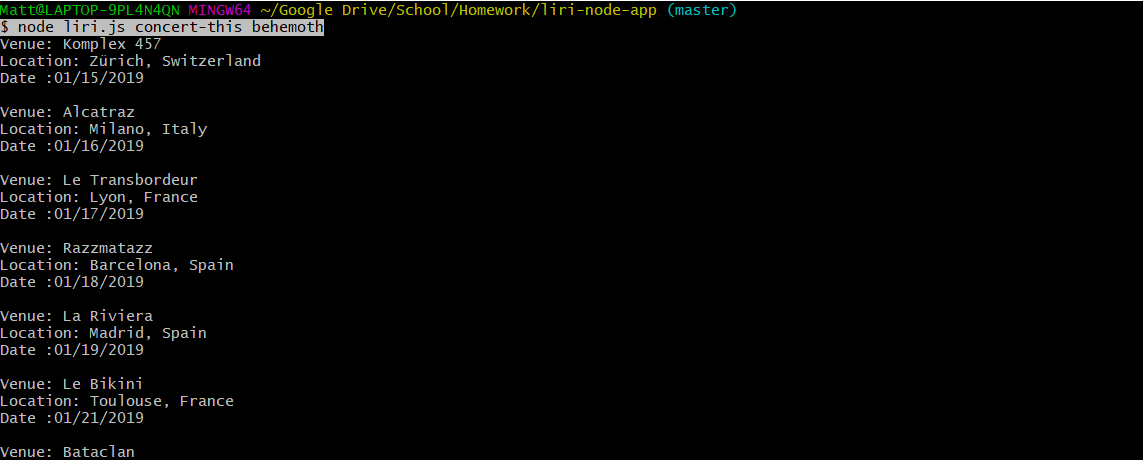 Matt@LAPTOP-9PL4N4QN MINGW64 ~/Google Drive/School/Homework/liri-node-app (master)
$ node liri.js concert-this behemoth
Venue: Komplex 457
Location: Zürich, Switzerland
Date :01/15/2019

Venue: Alcatraz
Location: Milano, Italy
Date :01/16/2019

Venue: Le Transbordeur
Location: Lyon, France
Date :01/17/2019

Venue: Razzmatazz
Location: Barcelona, Spain
Date :01/18/2019

Venue: La Riviera
Location: Madrid, Spain
Date :01/19/2019

Venue: Le Bikini
Location: Toulouse, France
Date :01/21/2019

Venue: Bataclan